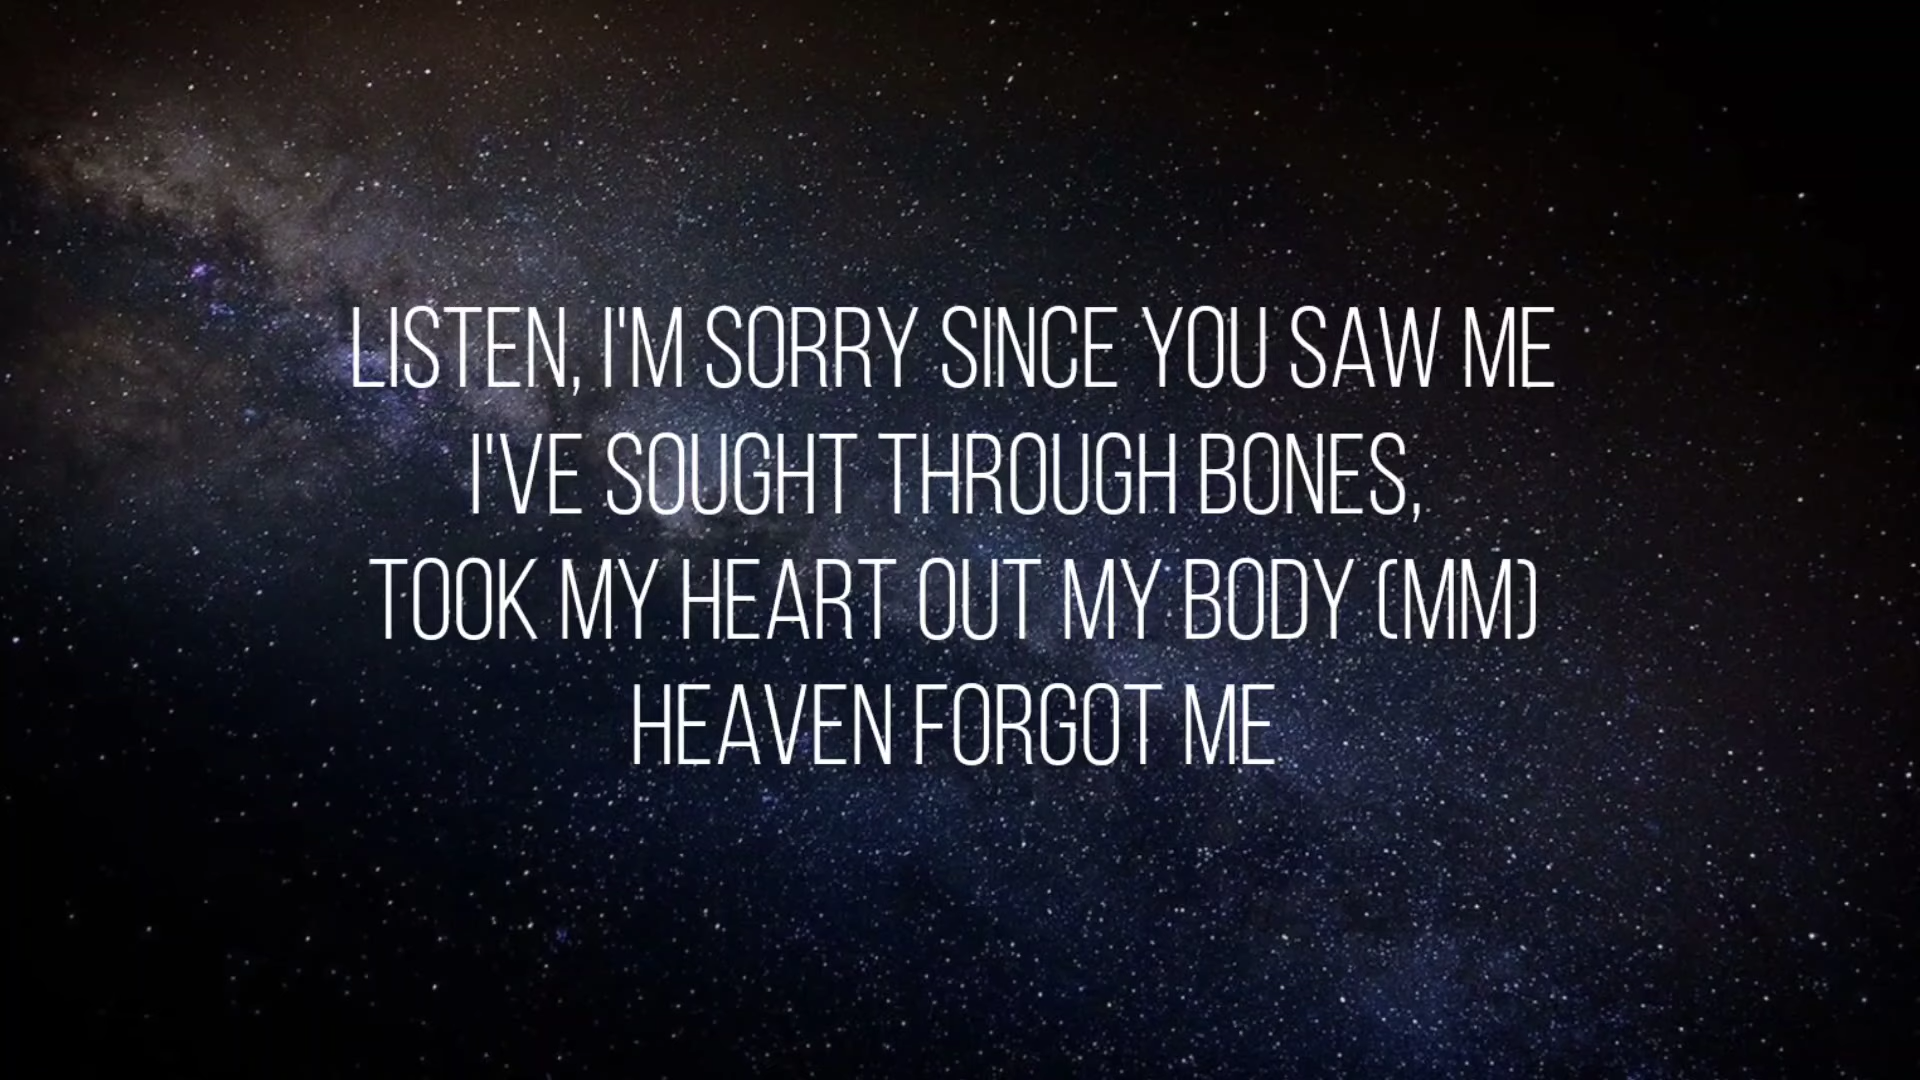 LISTEN, I'M SORRY SINCE YOU SAW ME
I'VE SOUGHT THROUGH BONES,
TOOK MY HEART OUT MY BODY (MM)
HEAVEN FORGOT ME